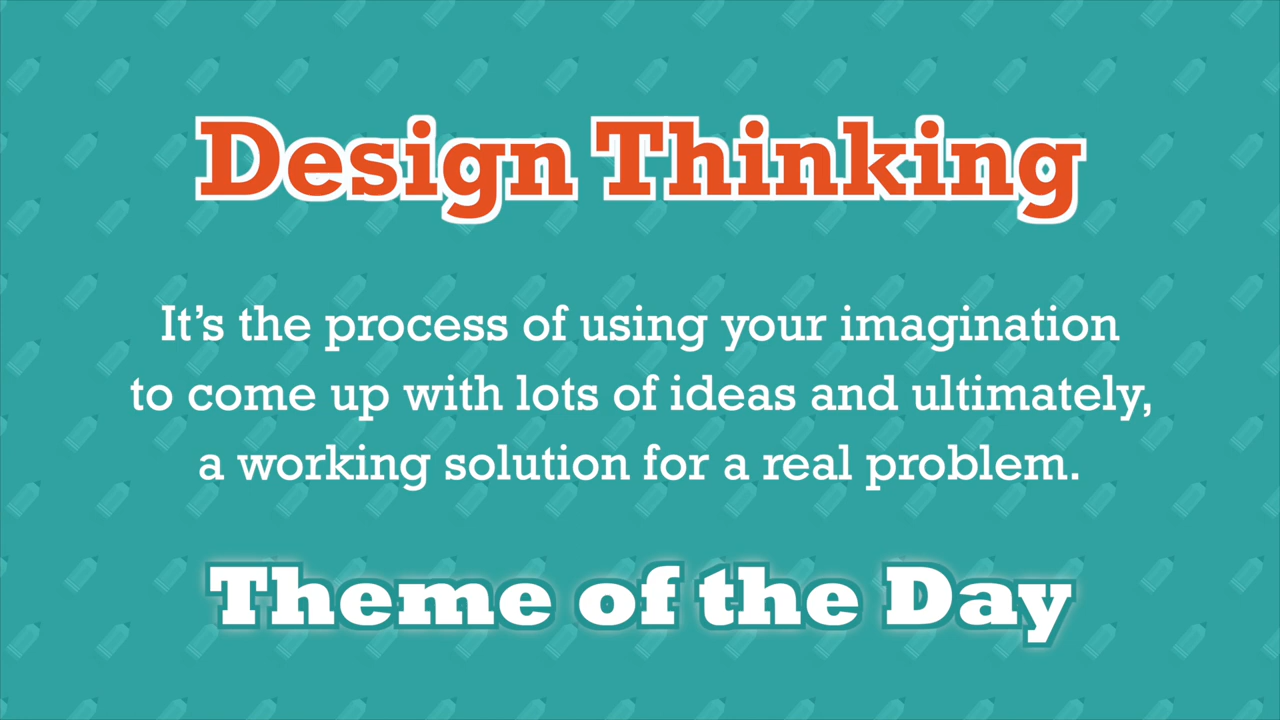 Design Thinking
It’s the process of using your imagination
to come up with lots of ideas and ultimately,
a working solution for a real problem.
Theme of the Day